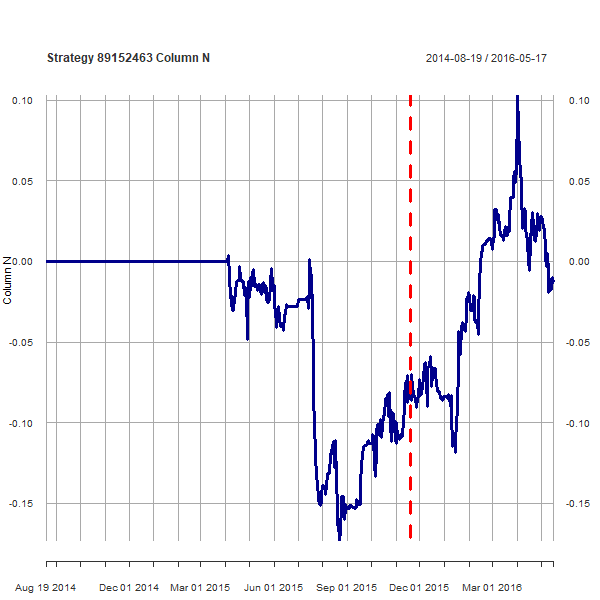 Strategy 89152463 Column N
2014-08-19 / 2016-05-17
0.10
0.10
0.05
0.05
0.00
0.00
-0.05
-0.05
-0.10
-0.10
-0.15
-0.15
Column N
Aug 19 2014
Dec 01 2014
Mar 01 2015
Jun 01 2015
Sep 01 2015
Dec 01 2015
Mar 01 2016